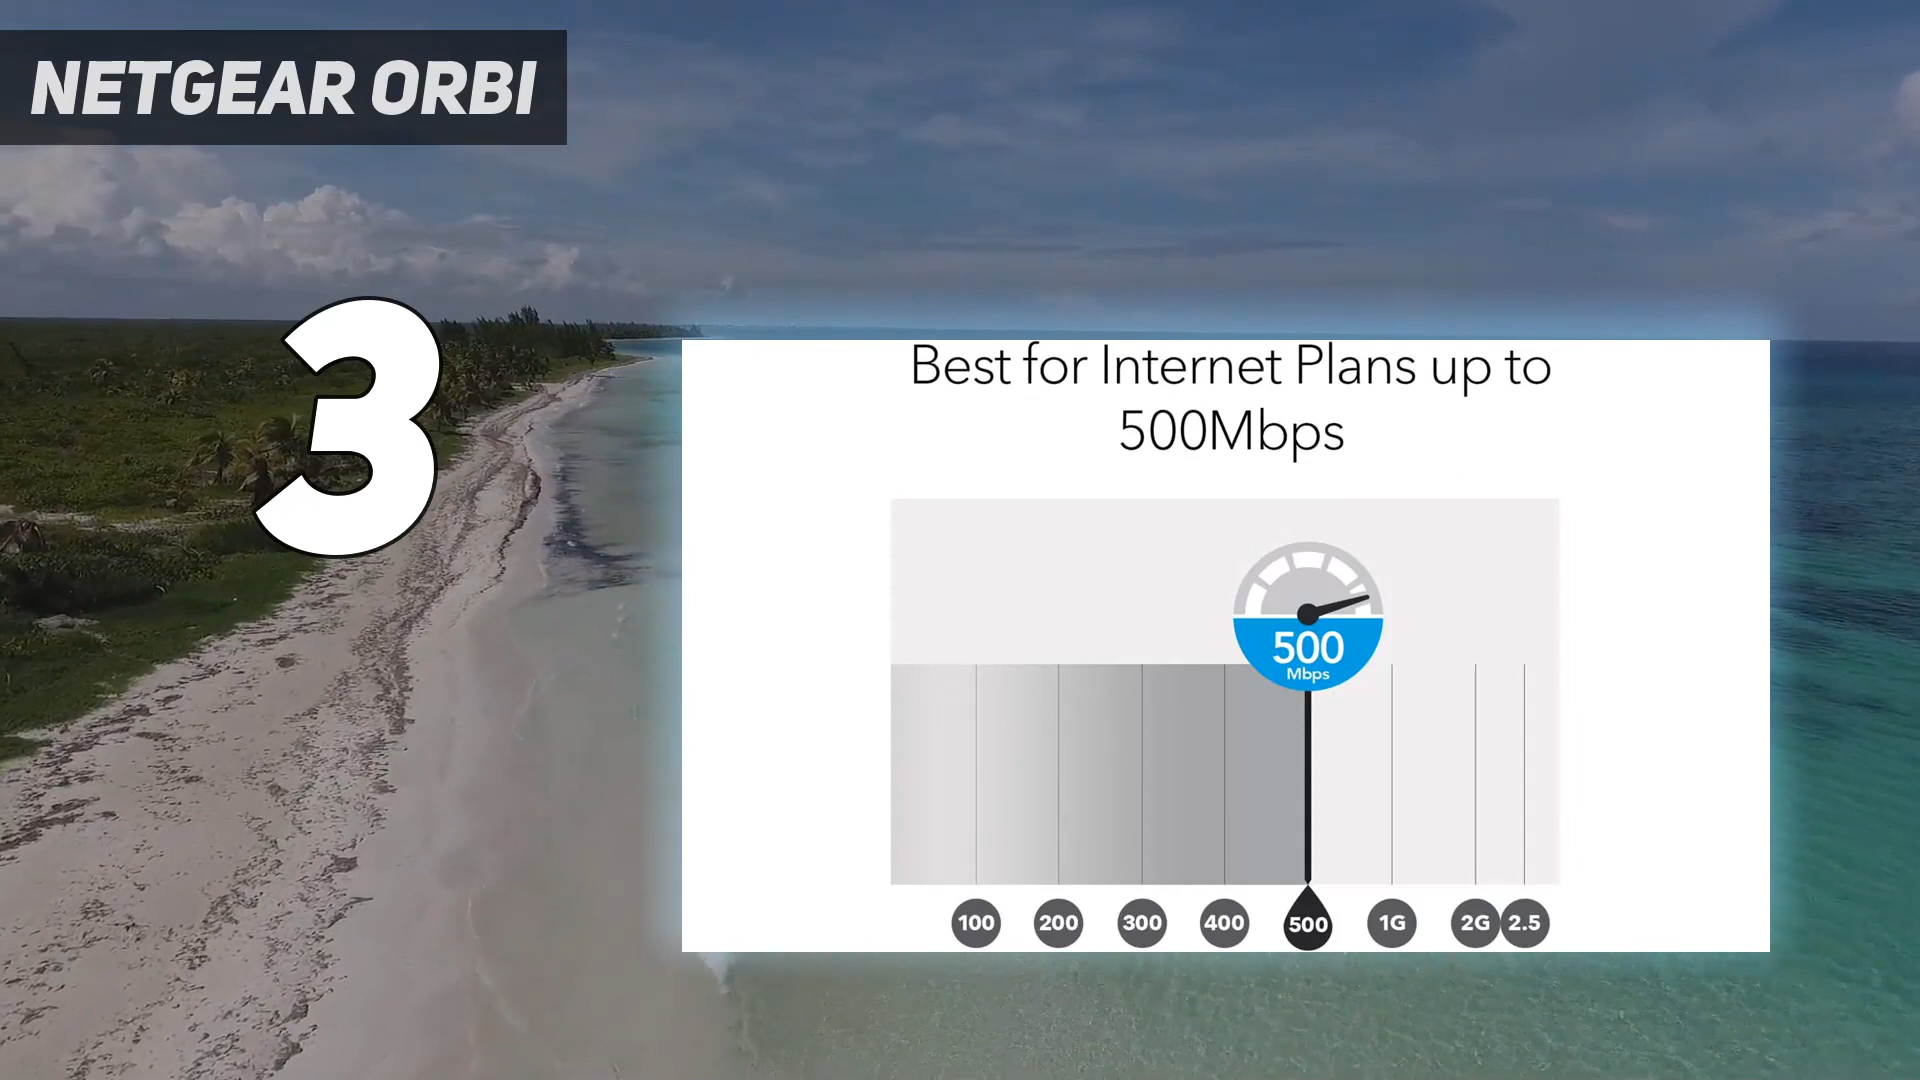 NETGEAR ORBI
3
Best for Internet Plans up to
500Mbps
500
Mbps
100 200 300 400 500 1G 2G 2.5